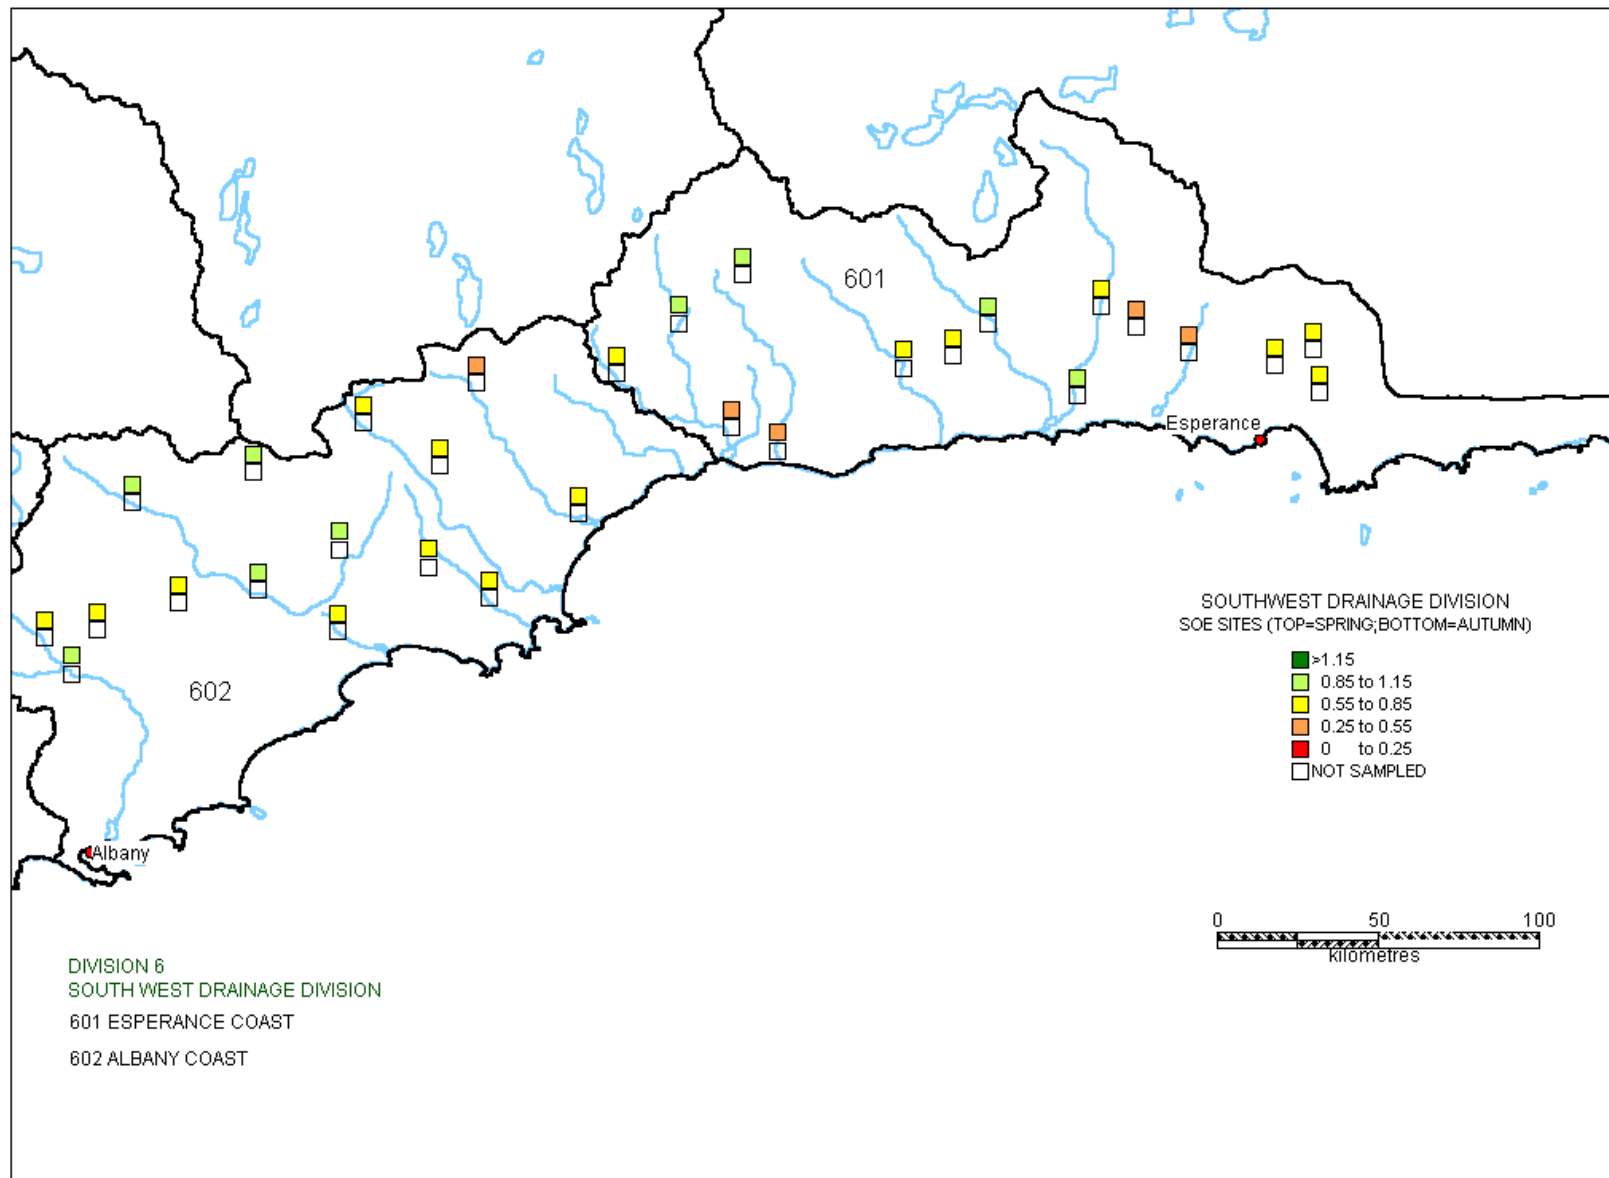 601
Esperance
602
Albany
SOUTHWEST DRAINAGE DIVISION
SOE SITES (TOP=SPRING;BOTTOM=AUTUMN)
>1.15
0.85 to 1.15
0.55 to 0.85
0.25 to 0.55
0 to 0.25
NOT SAMPLED
0 50 100
kilometres
DIVISION 6
SOUTH WEST DRAINAGE DIVISION
601 ESPERANCE COAST
602 ALBANY COAST